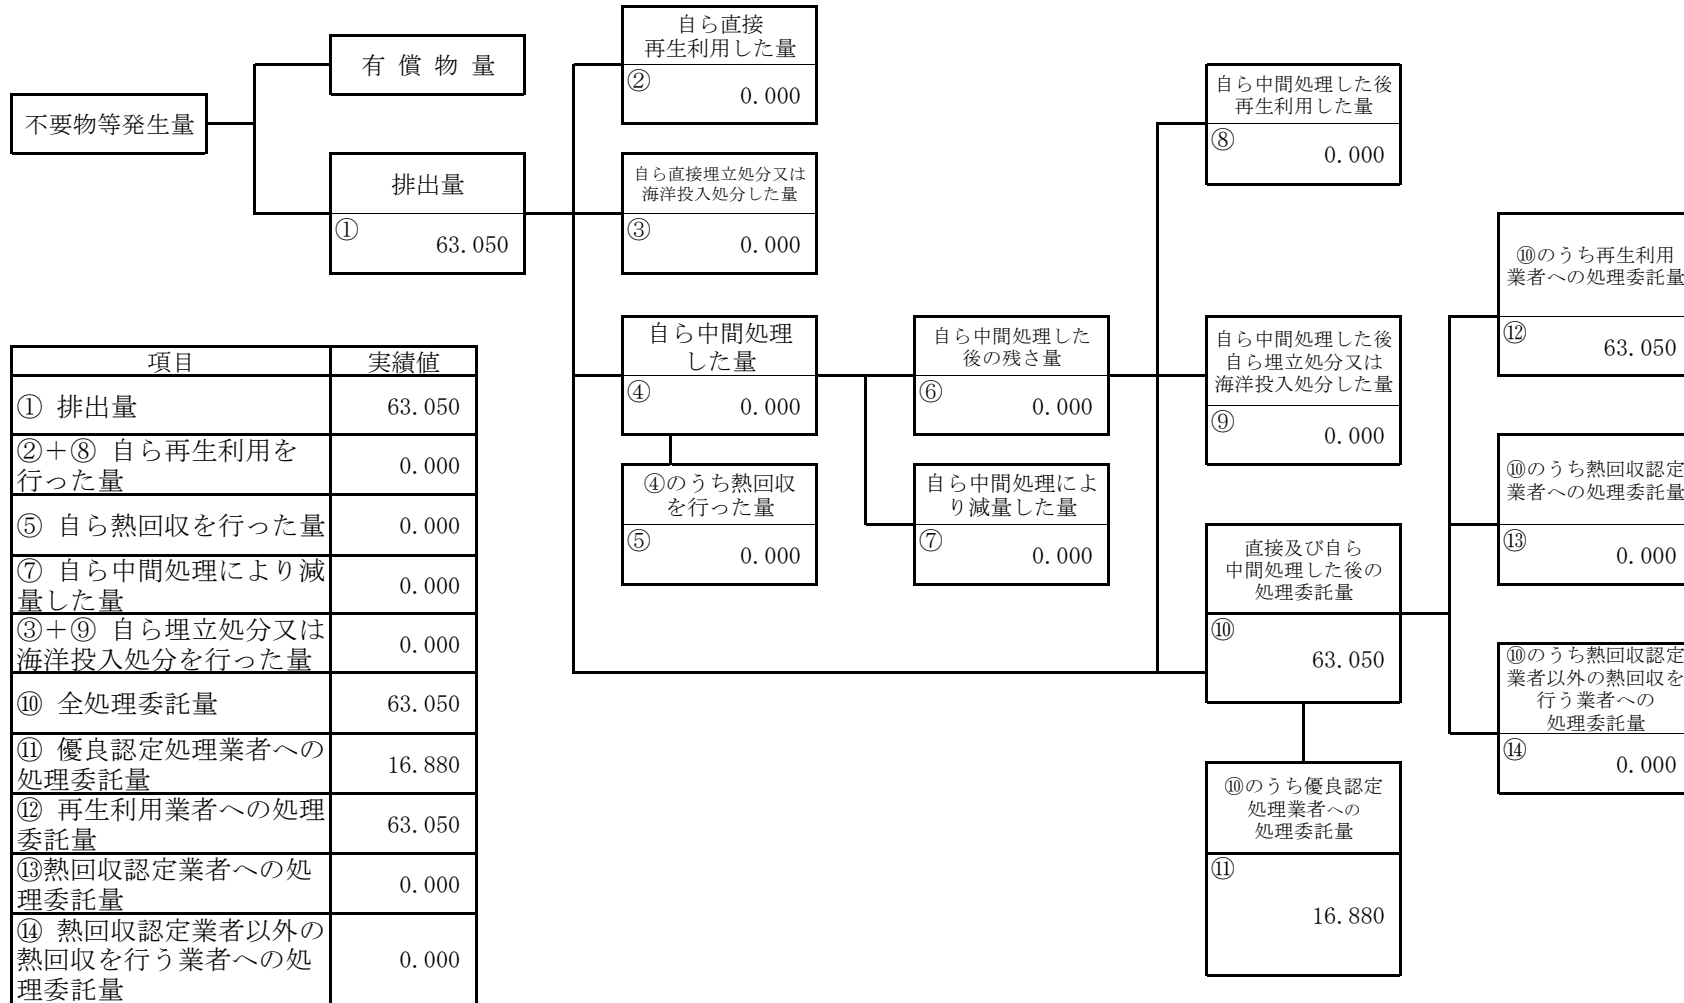 不要物等発生量
有 償 物 量
排出量
①
63.050
自ら直接
再生利用した量
②
0.000
自ら直接埋立処分又は
海洋投入処分した量
③
0.000
自ら中間処理
した量
④
0.000
④のうち熱回収
を行った量
⑤
0.000
自ら中間処理した
後の残さ量
⑥
0.000
自ら中間処理によ
り減量した量
⑦
0.000
自ら中間処理した後
再生利用した量
⑧
0.000
自ら中間処理した後
自ら埋立処分又は
海洋投入処分した量
⑨
0.000
直接及び自ら
中間処理した後の
処理委託量
⑩
63.050
⑩のうち優良認定
処理業者への
処理委託量
⑪
16.880
⑩のうち再生利用
業者への処理委託量
⑫
63.050
⑩のうち熱回収認定
業者への処理委託量
⑬
0.000
⑩のうち熱回収認定
業者以外の熱回収を
行う業者への
処理委託量
⑭
0.000
項目 実績値
① 排出量 63.050
②+⑧ 自ら再生利用を
行った量 0.000
⑤ 自ら熱回収を行った量 0.000
⑦ 自ら中間処理により減
量した量 0.000
③+⑨ 自ら埋立処分又は
海洋投入処分を行った量 0.000
⑩ 全処理委託量 63.050
⑪ 優良認定処理業者への
処理委託量 16.880
⑫ 再生利用業者への処理
委託量 63.050
⑬熱回収認定業者への処
理委託量 0.000
⑭ 熱回収認定業者以外の
熱回収を行う業者への処
理委託量 0.000